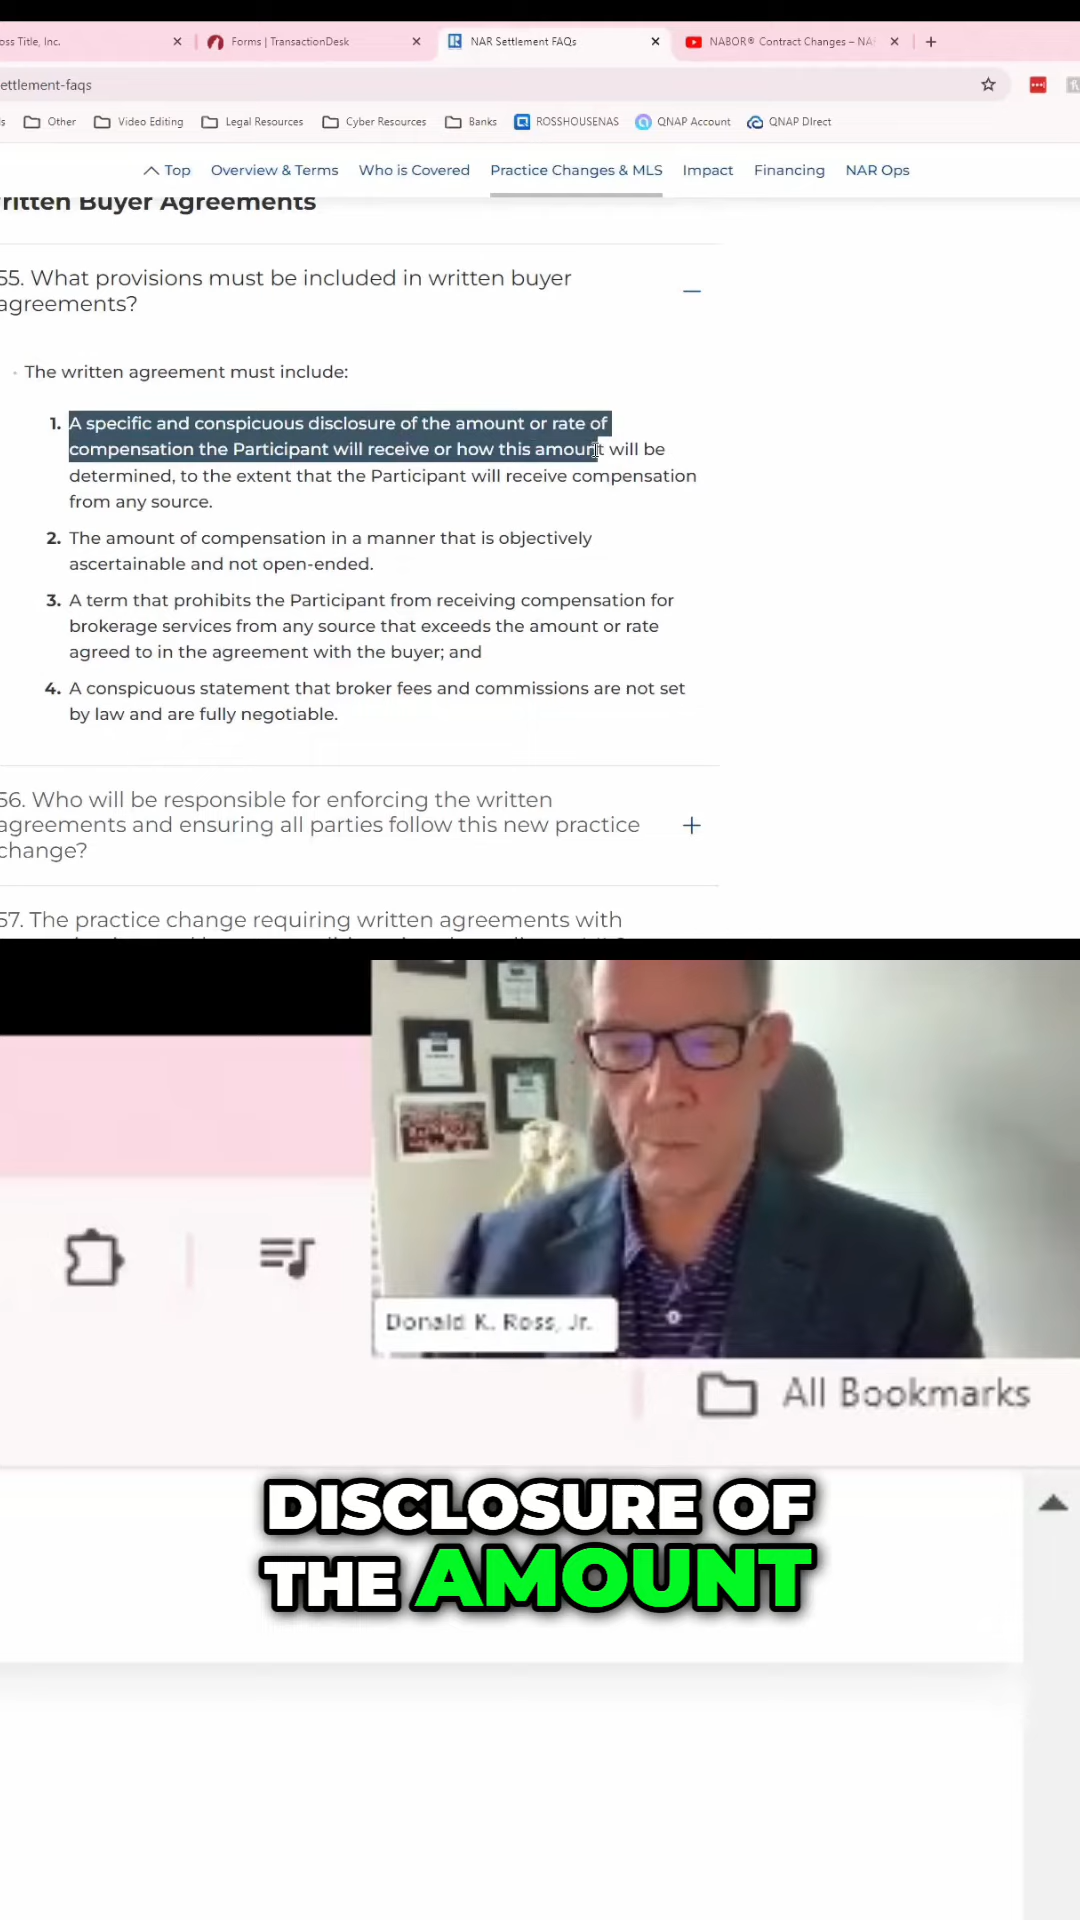 oss Title, Inc.
Forms | TransactionDesk
NAR Settlement FAQs
NABOR® Contract Changes – NA
ettlement-faqs
Other
Video Editing
Legal Resources
Cyber Resources
Banks
ROSSHOUSENAS
QNAP Account
QNAP DIrect
Top
Overview & Terms
Who is Covered
Practice Changes & MLS
Impact
Financing
NAR Ops
ritten Buyer Agreements
55. What provisions must be included in written buyer
agreements?
The written agreement must include:
1. A specific and conspicuous disclosure of the amount or rate of
compensation the Participant will receive or how this amount will be
determined, to the extent that the Participant will receive compensation
from any source.
2. The amount of compensation in a manner that is objectively
ascertainable and not open-ended.
3. A term that prohibits the Participant from receiving compensation for
brokerage services from any source that exceeds the amount or rate
agreed to in the agreement with the buyer; and
4. A conspicuous statement that broker fees and commissions are not set
by law and are fully negotiable.
56. Who will be responsible for enforcing the written
agreements and ensuring all parties follow this new practice
change?
57. The practice change requiring written agreements with
Donald K. Ross, Jr.
All Bookmarks
DISCLOSURE OF
THE AMOUNT